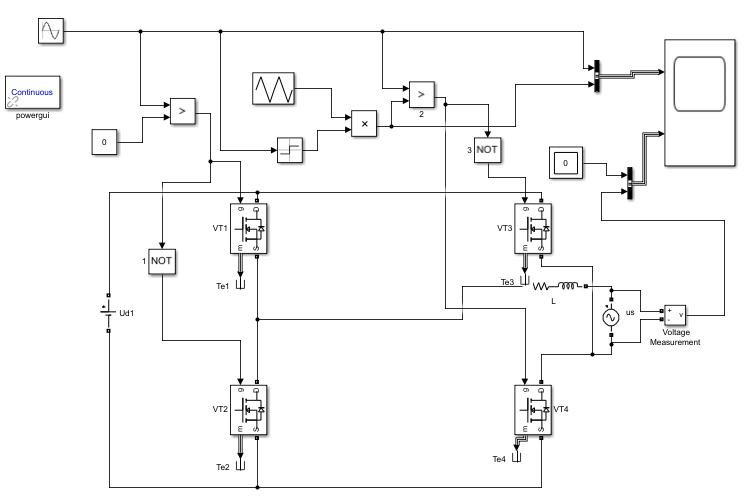 Continuous
powergui
>
0
×
>
2
3 NOT
0
VT1
g
D
m
S
Te1
1 NOT
VT3
g
D
m
S
Te3
L
Ud1
us
+
-
v
Voltage
Measurement
VT2
g
D
m
S
Te2
VT4
g
D
m
S
Te4